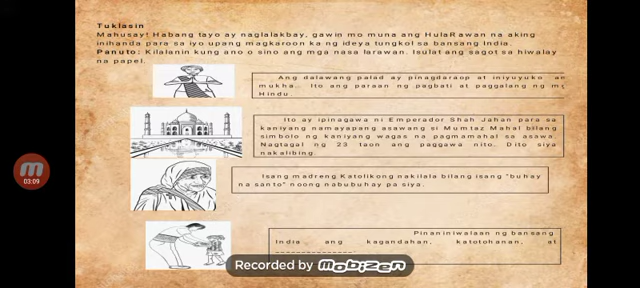 Tuklasin
Mahusay! Habang tayo ay naglalakbay, gawin mo muna ang HulaRawan na aking
inihanda para sa iyo upang magkaroon ka ng ideya tungkol sa bansang India.
Panuto: Kilalanin kung ano o sino ang mga nasa larawan. Isulat ang sagot sa hiwalay
na papel.
Ang dalawang palad ay pinagdaraop at iniyuyuko
mukha. Ito ang paraan ng pagbati at paggalang ng
Hindu.
Ito ay ipinagawa ni Emperador Shah Jahan para sa
kaniyang namayapang asawang si Mumtaz Mahal bilang
simbolo ng kaniyang wagas na pagmamahal sa asawa.
Nagtagal ng 23 taon ang paggawa nito. Dito siya
nakalibing.
Isang madreng Katolikong nakilala bilang isang "buhay
na santo" noong nabubuhay pa siya.
Pinaniniwalaan ng bansang
India ang kagandahan, katotohanan, at
M
03:09
Recorded by MOBIZEN